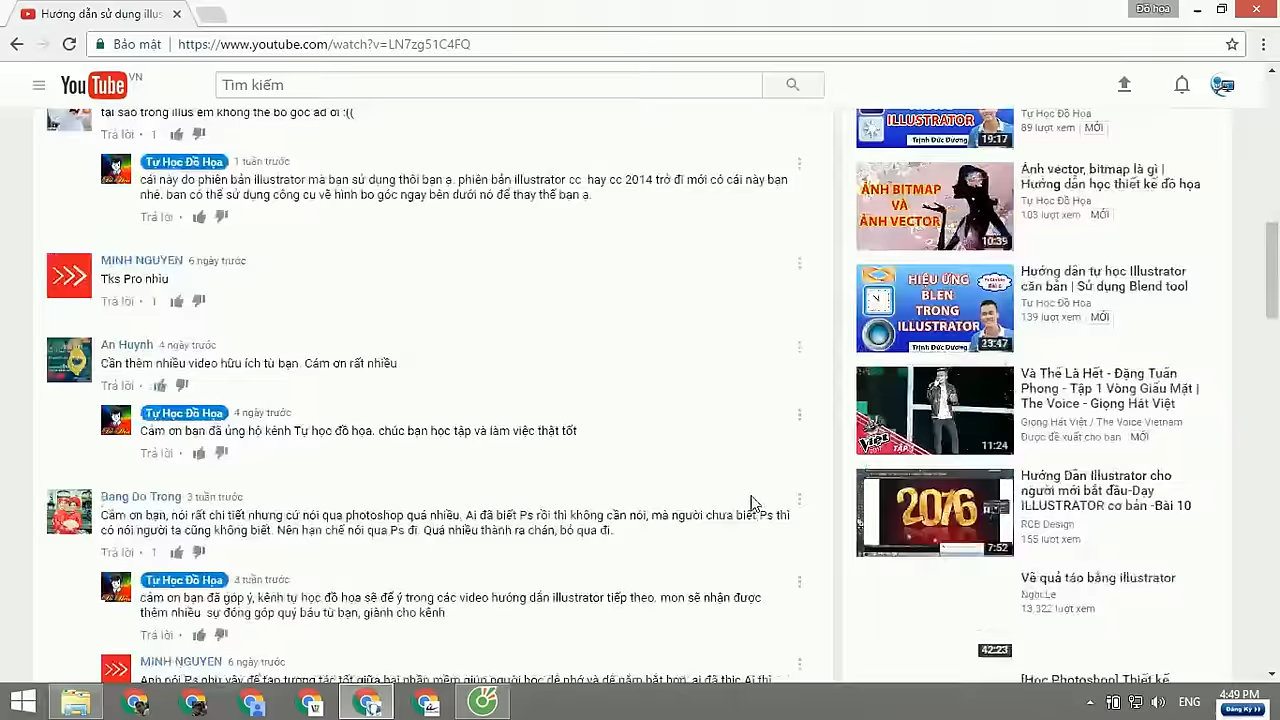 Hướng dẫn sử dụng illus
Đồ họa
Bảo mật
https://www.youtube.com/watch?v=LN7zg51C4FQ
YouTube VN
Tìm kiếm
tại sao trong illus em không thể bo góc ad ơi :((
Trả lời • 1
Tự Học Đồ Họa 1 tuần trước
cái này do phiên bản illustrator mà bạn sử dụng thôi bạn ạ. phiên bản illustrator cc hay cc 2014 trở đi mới có cái này bạn
nhé. bạn có thể sử dụng công cụ vẽ hình bo góc ngay bên dưới nó để thay thế bạn ạ.
Trả lời •
MINH NGUYEN 6 ngày trước
Tks Pro nhiu
Trả lời • 1
An Huynh 4 ngày trước
Cần thêm nhiều video hữu ích từ bạn. Cám ơn rất nhiều
Trả lời •
Tự Học Đồ Họa 4 ngày trước
Cảm ơn bạn đã ủng hộ kênh Tự học đồ họa. chúc bạn học tập và làm việc thật tốt
Trả lời •
Bang Do Trong 3 tuần trước
Cảm ơn bạn, nói rất chi tiết nhưng cứ nói qua photoshop quá nhiều. Ai đã biết Ps rồi thì không cần nói, mà người chưa biết Ps thì
có nói người ta cũng không biết. Nên hạn chế nói qua Ps đi. Quá nhiều thành ra chán, bỏ qua đi.
Trả lời • 1
Tự Học Đồ Họa tuần trước
cảm ơn bạn đã góp ý, kênh tự học đồ họa sẽ để ý trong các video hướng dẫn illustrator tiếp theo. mon sẽ nhận được
thêm nhiều sự đóng góp quý báu từ bạn, giành cho kênh
Trả lời •
MINH NGUYEN 6 ngày trước
ILLUSTRATOR
Trịnh Đức Dương
19:17
Tự Học Đồ Họa
89 lượt xem MỚI
ẢNH BITMAP
VÀ
ẢNH VECTOR
10:39
Ảnh vector, bitmap là gì |
Hướng dẫn học thiết kế đồ họa
Tự Học Đồ Họa
103 lượt xem MỚI
HIỆU ỨNG
BLEN
TRONG
ILLUSTRATOR
Trịnh Đức Dương
23:47
Hướng dẫn tự học Illustrator
căn bản | Sử dụng Blend tool
Tự Học Đồ Họa
139 lượt xem MỚI
Việt
11:24
Và Thế Là Hết - Đặng Tuấn
Phong - Tập 1 Vòng Giấu Mặt |
The Voice - Giọng Hát Việt
Giọng Hát Việt / The Voice Vietnam
Được đề xuất cho bạn MỚI
2016
7:52
Hướng Dẫn Illustrator cho
người mới bắt đầu-Dạy
ILLUSTRATOR cơ bản -Bài 10
RCB Design
155 lượt xem
Vẽ quả táo bằng illustrator
Ngọc Le
13.322 lượt xem
42:23
[Học Photoshop] Thiết kế
ENG
4:49 PM
Đăng Ký